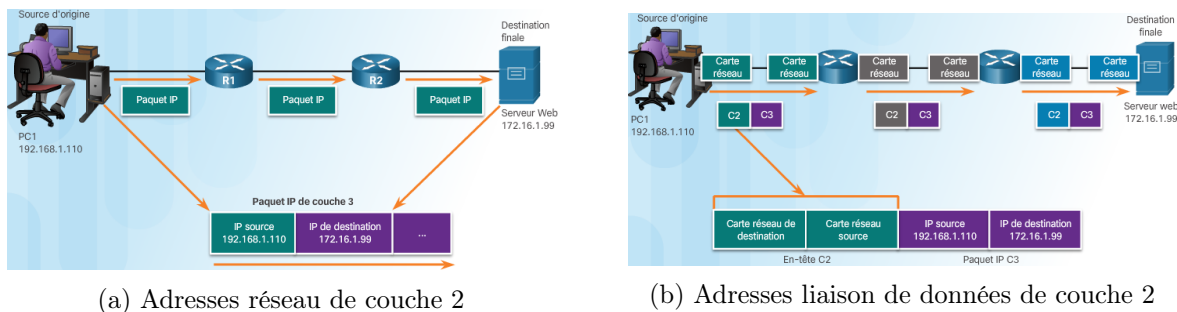 Source d'origine
Destination
finale
R1
R2
Paquet IP
Paquet IP
Paquet IP
PC1
192.168.1.110
Serveur Web
172.16.1.99
Paquet IP de couche 3
IP source
192.168.1.110
IP de destination
172.16.1.99
...
(a) Adresses réseau de couche 2
Source d'origine
Destination
finale
Carte
réseau
Carte
réseau
Carte
réseau
Carte
réseau
Carte
réseau
Carte
réseau
C2 C3
C2 C3
C2 C3
PC1
192.168.1.110
Serveur web
172.16.1.99
Carte réseau de
destination
Carte réseau
source
IP source
192.168.1.110
IP de destination
172.16.1.99
En-tête C2
Paquet IP C3
(b) Adresses liaison de données de couche 2